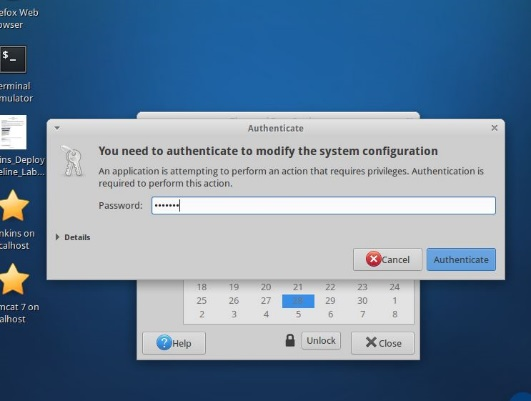 efox Web
owser
$_
erminal
mulator
ins_Deploy
eline_Lab...
nkins on
calhost
mcat 7 on
alhost
Authenticate
You need to authenticate to modify the system configuration
An application is attempting to perform an action that requires privileges. Authentication is
required to perform this action.
Password: •••••••
Details
Cancel Authenticate
18 19 20 21 22 23 24
25 26 27 28 29 30 1
2 3 4 5 6 7 8
Help Unlock Close